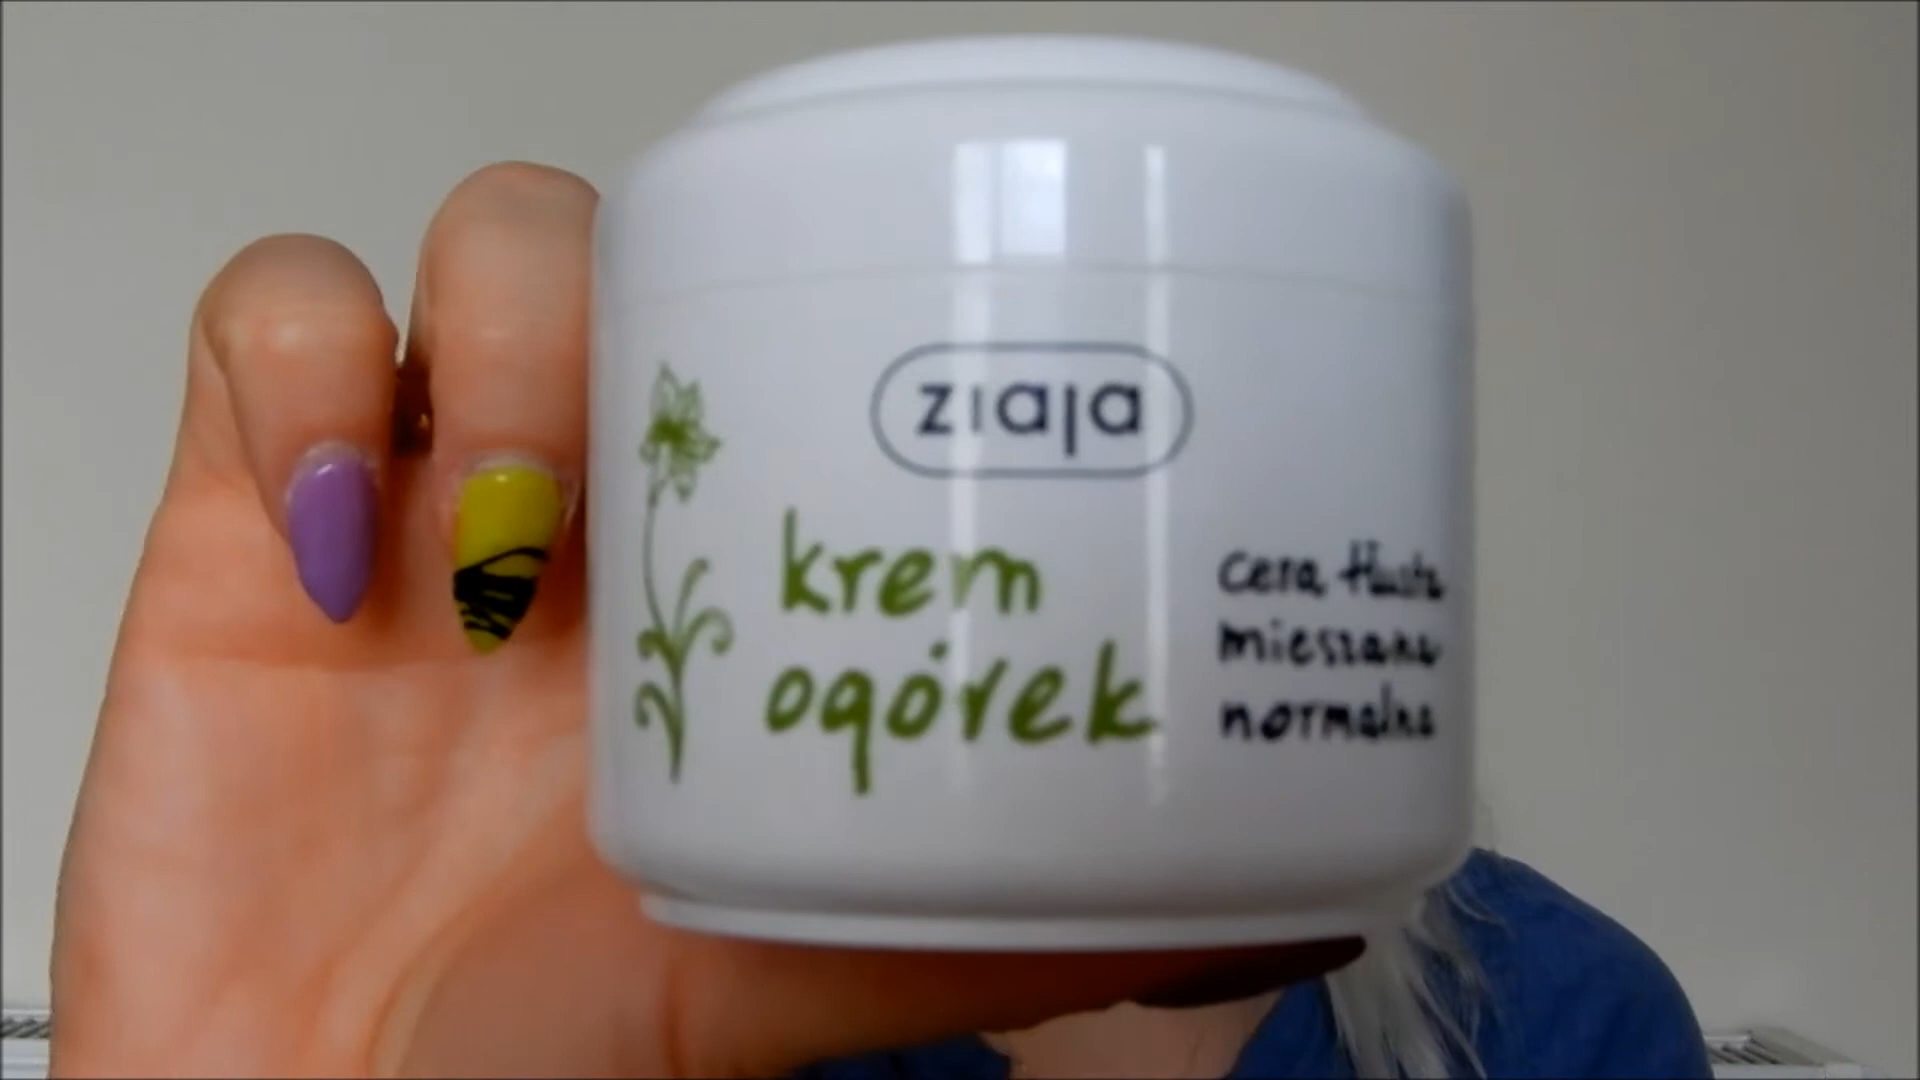 ziaja
krem
ogórek
cera tłusta
mieszana
normalna